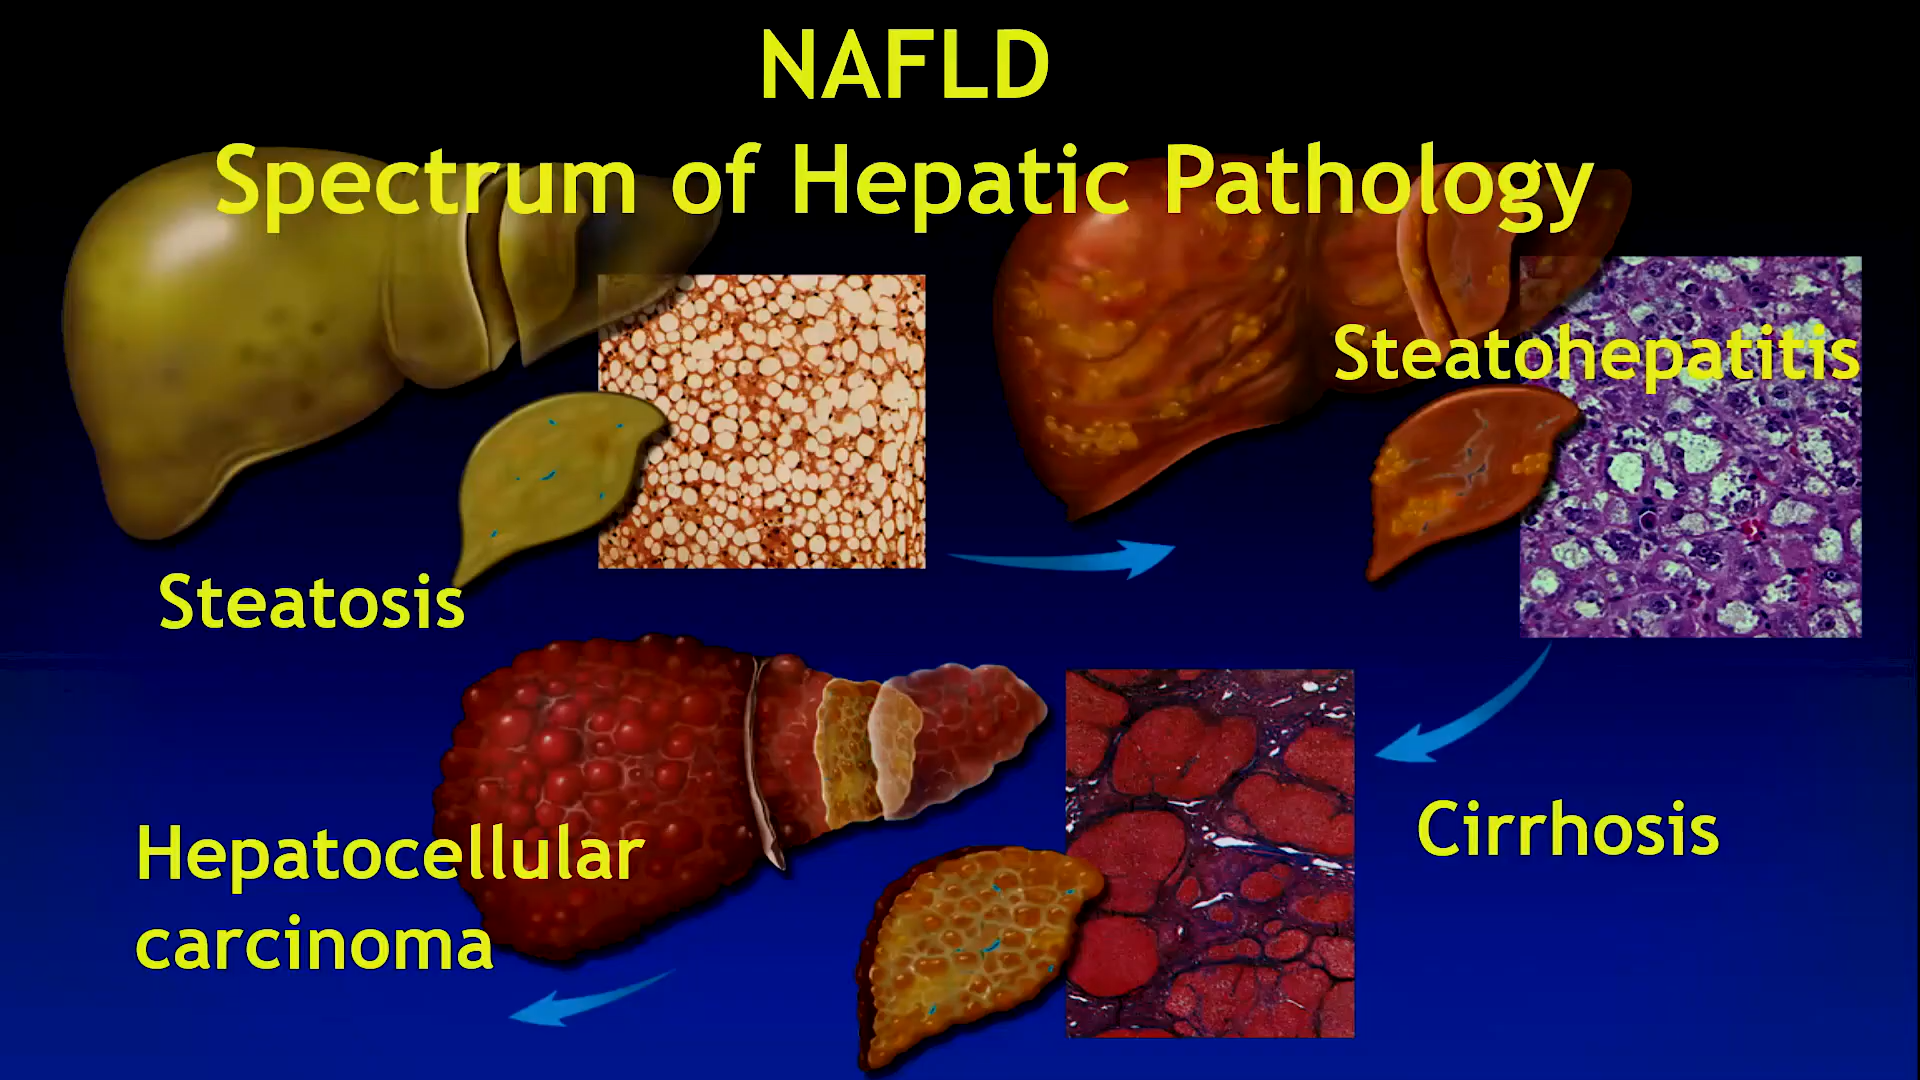 NAFLD
Spectrum of Hepatic Pathology
Steatohepatitis
Steatosis
Cirrhosis
Hepatocellular
carcinoma